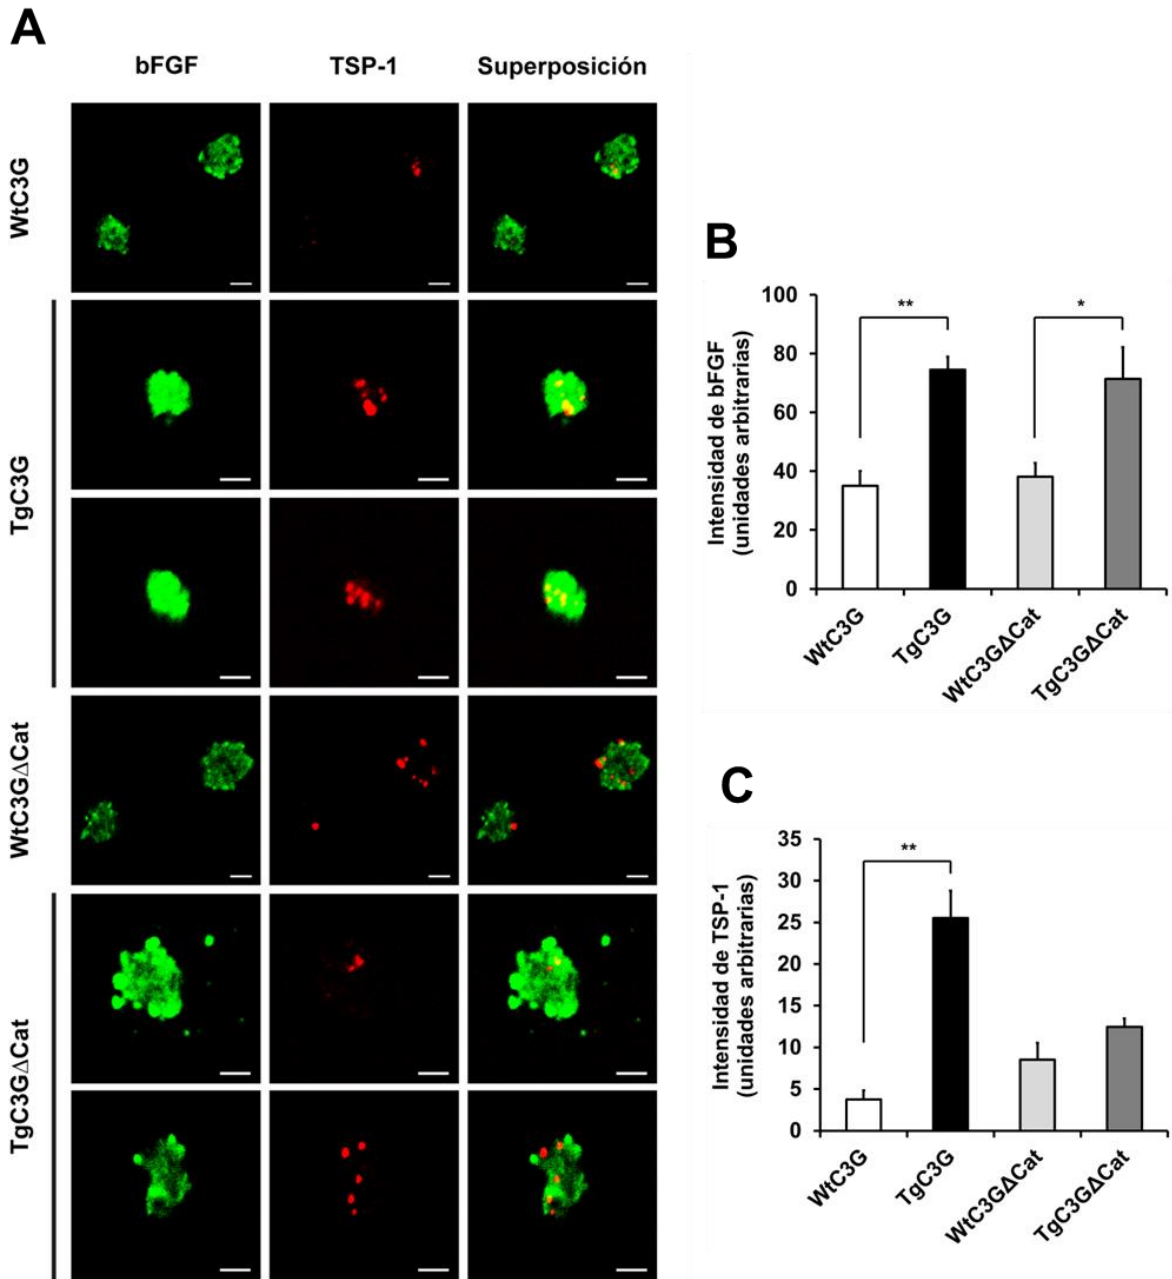 A
bFGF
TSP-1
Superposición
WtC3G
TgC3G
WtC3GΔCat
TgC3GΔCat
B
Intensidad de bFGF
(unidades arbitrarias)
100
80
60
40
20
0
**
*
WtC3G
TgC3G
WtC3GΔCat
TgC3GΔCat
C
Intensidad de TSP-1
(unidades arbitrarias)
35
30
25
20
15
10
5
0
**
WtC3G
TgC3G
WtC3GΔCat
TgC3GΔCat